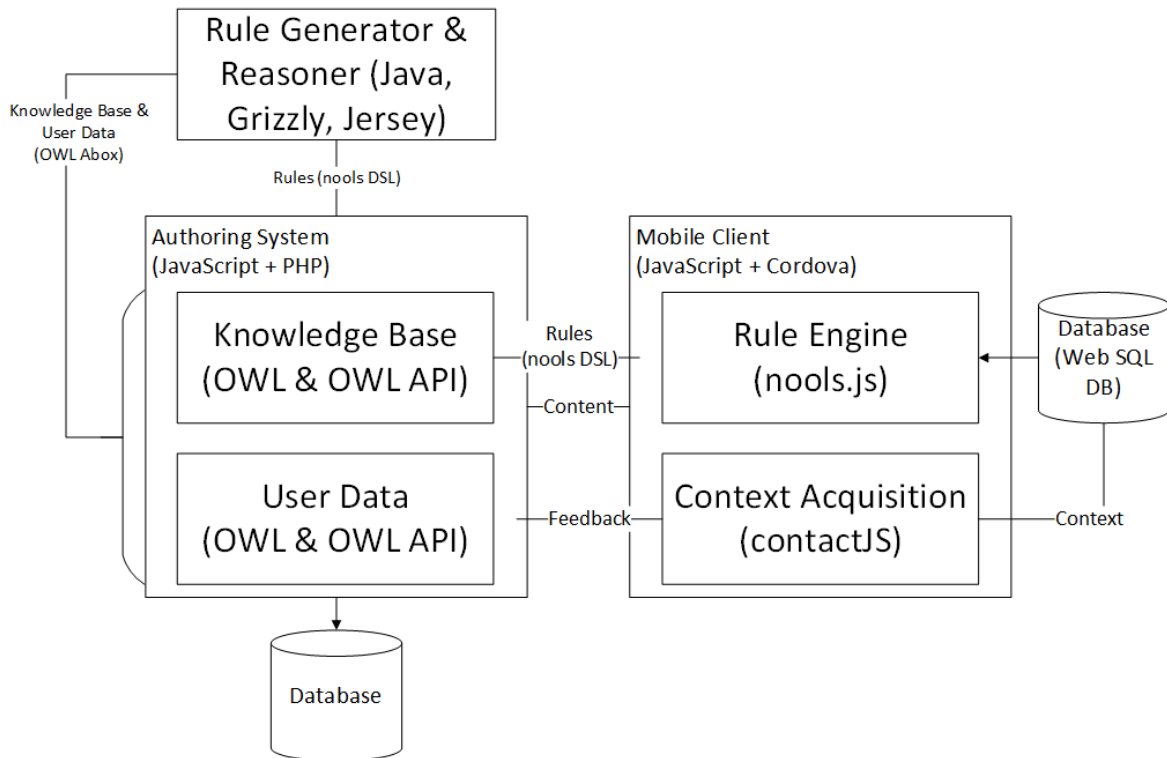 Rule Generator &
Reasoner (Java,
Grizzly, Jersey)
Knowledge Base &
User Data
(OWL Abox)
Rules (nools DSL)
Authoring System
(JavaScript + PHP)
Knowledge Base
(OWL & OWL API)
User Data
(OWL & OWL API)
Rules
(nools DSL)
Content
Feedback
Mobile Client
(JavaScript + Cordova)
Rule Engine
(nools.js)
Context Acquisition
(contactJS)
Database
(Web SQL
DB)
Context
Database